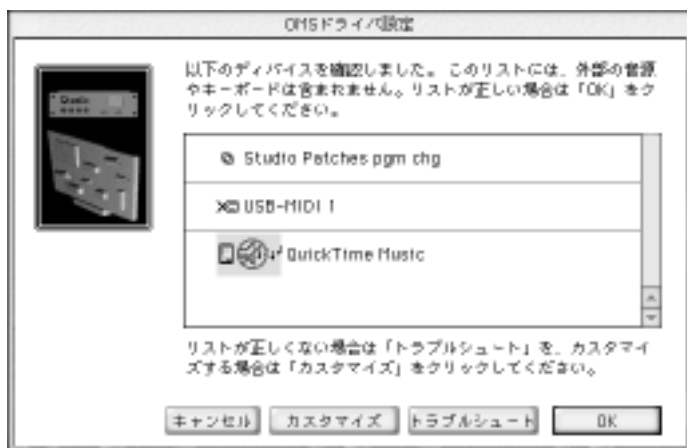 OMSドライバ設定
以下のディバイスを確認しました。このリストには、外部の音源
やキーボードは含まれません。リストが正しい場合は「OK」をク
リックしてください。
Studio Patches pgm chg
USB-MIDI 1
QuickTime Music
リストが正しくない場合は「トラブルシュート」を、カスタマイ
ズする場合は「カスタマイズ」をクリックしてください。
キャンセル カスタマイズ トラブルシュート OK